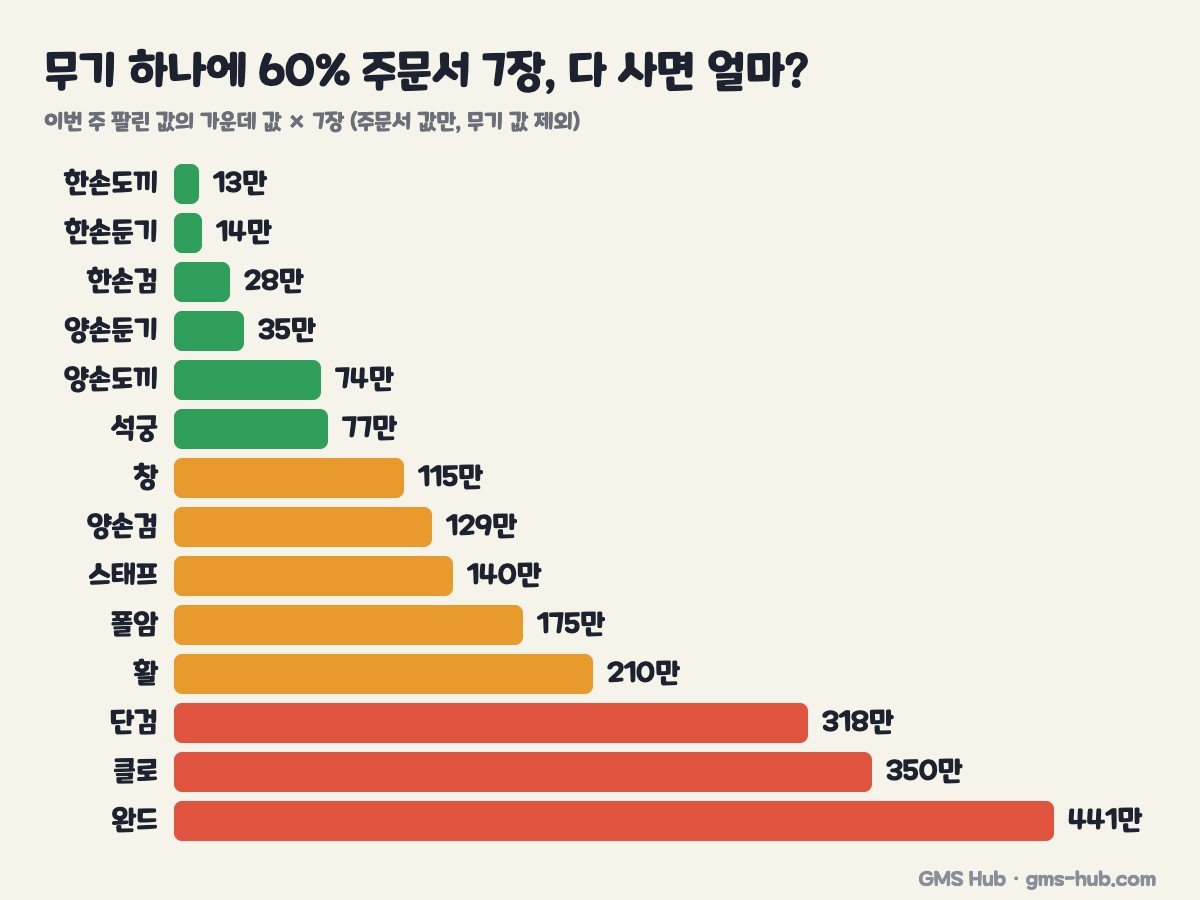 무기 하나에 60% 주문서 7장, 다 사면 얼마?
이번 주 팔린 값의 가운데 값 × 7장 (주문서 값만, 무기 값 제외)
한손도끼 13만
한손둔기 14만
한손검 28만
양손둔기 35만
양손도끼 74만
석궁 77만
창 115만
양손검 129만
스태프 140만
폴암 175만
활 210만
단검 318만
클로 350만
완드 441만
GMS Hub · gms-hub.com